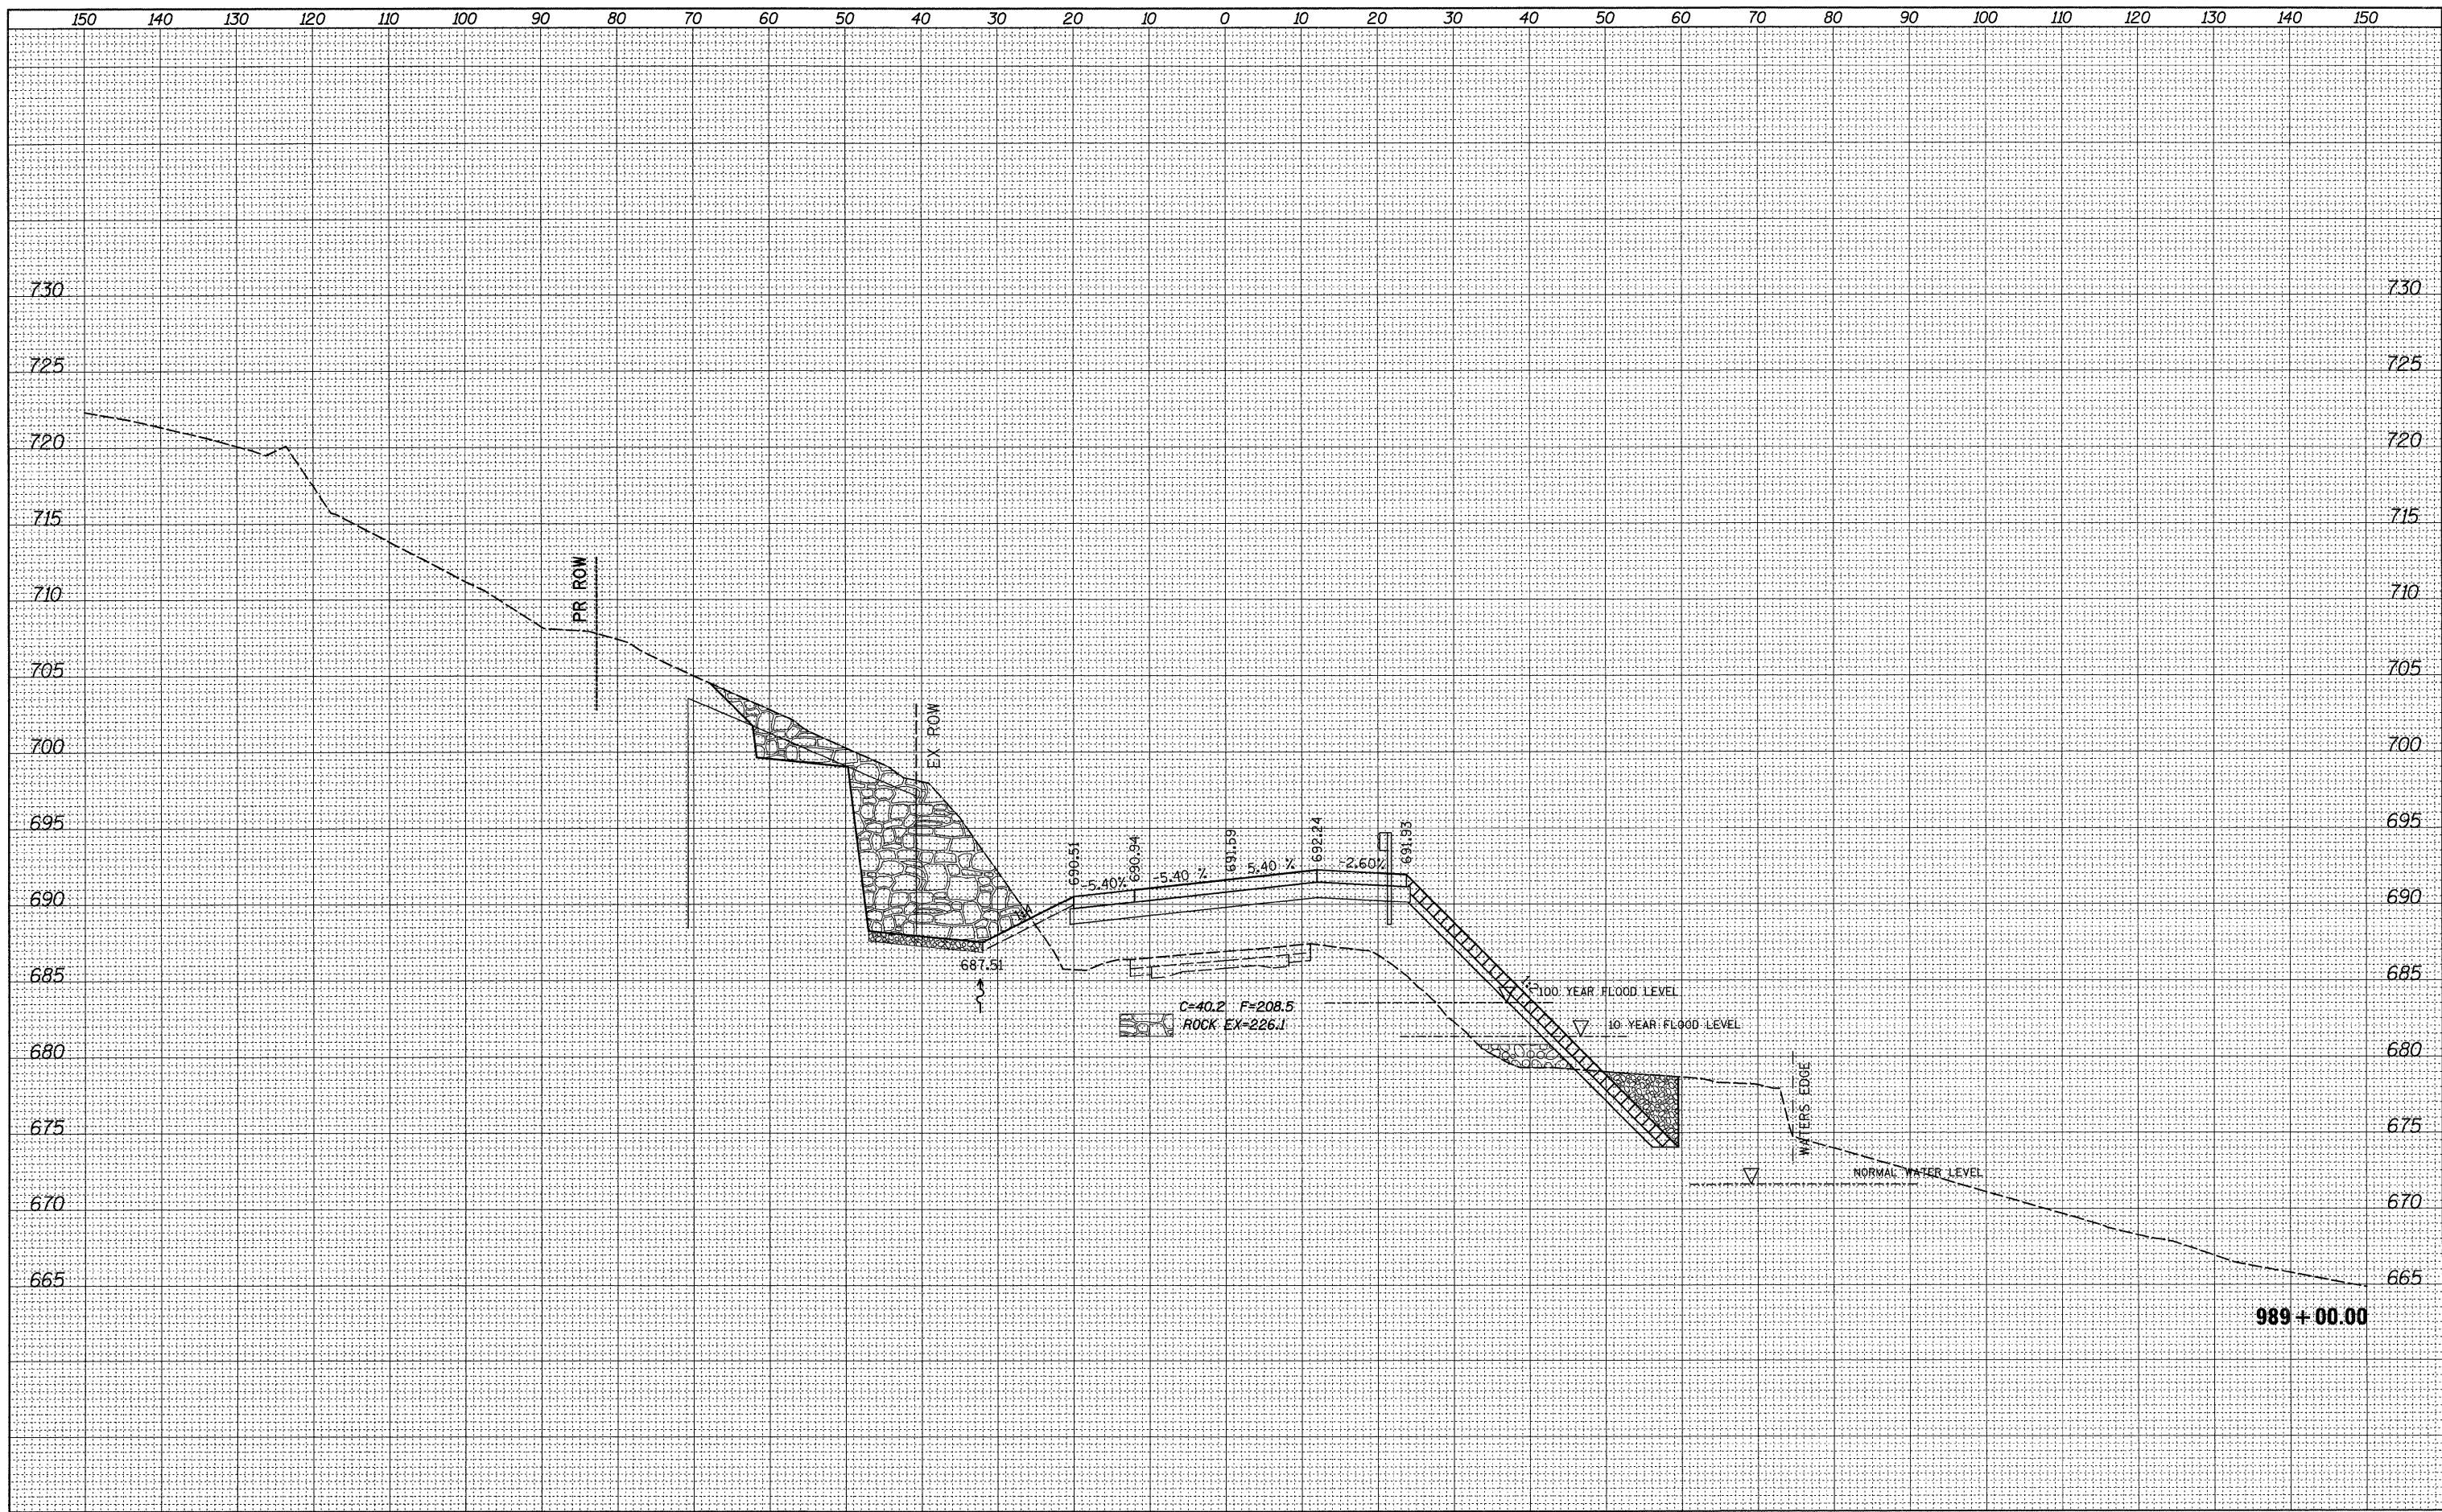 150 140 130 120 110 100 90 80 70 60 50 40 30 20 10 0 10 20 30 40 50 60 70 80 90 100 110 120 130 140 150
730 730
725 725
720 720
715 715
PR ROW
710 710
705 705
EX ROW
700 700
695 695
690.51 690.94 691.59 692.24 691.93
-5.40% -5.40 % 5.40 % -2.60%
690 690
687.51
685 685
100 YEAR FLOOD LEVEL
C=40.2 F=208.5
ROCK EX=226.1
10 YEAR FLOOD LEVEL
680 680
WATERS EDGE
675 675
NORMAL WATER LEVEL
670 670
665 665
989+00.00